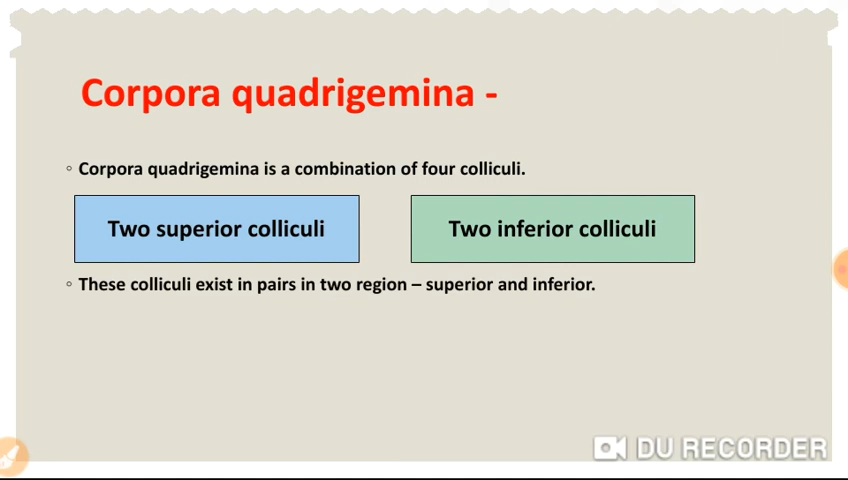 Corpora quadrigemina -
◦ Corpora quadrigemina is a combination of four colliculi.
Two superior colliculi
Two inferior colliculi
◦ These colliculi exist in pairs in two region – superior and inferior.
DU RECORDER